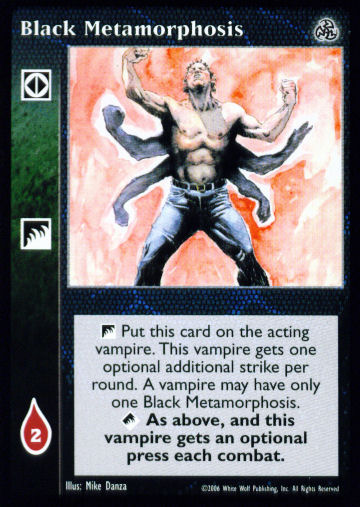 Black Metamorphosis
Put this card on the acting
vampire. This vampire gets one
optional additional strike per
round. A vampire may have only
one Black Metamorphosis.
As above, and this
vampire gets an optional
press each combat.
2
Illus: Mike Danza
©2006 White Wolf Publishing, Inc. All Rights Reserved